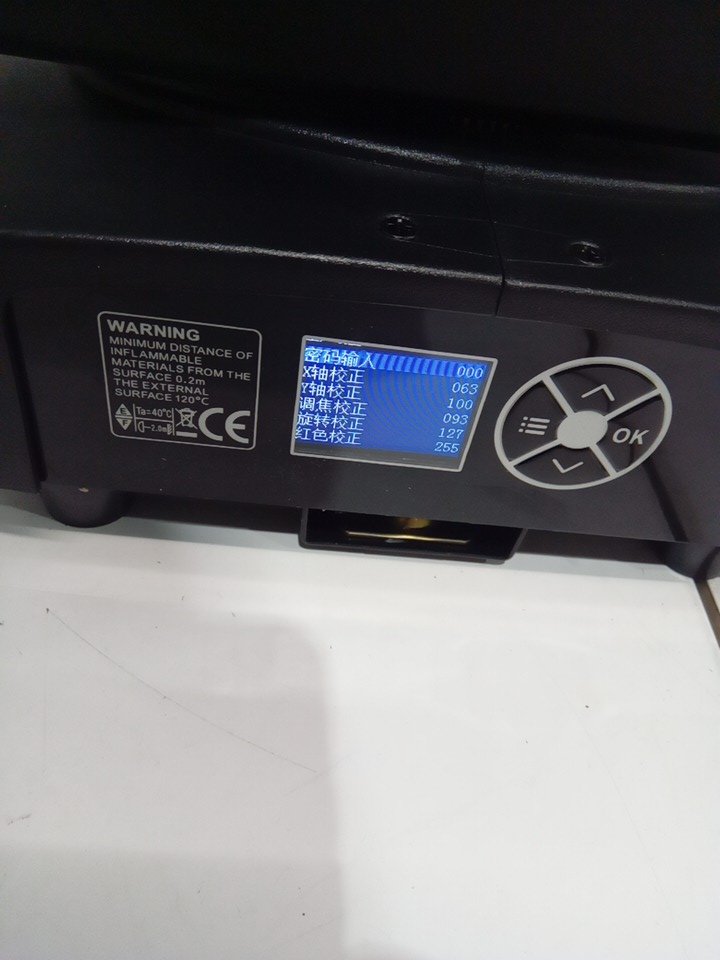 WARNING
MINIMUM DISTANCE OF
INFLAMMABLE
MATERIALS FROM THE
SURFACE 0.2m
THE EXTERNAL
SURFACE 120°C
Ta=40°C
2.0m
CE
密码输入 000
X轴校正 063
Y轴校正 100
调焦校正 093
旋转校正 127
红色校正 255
OK